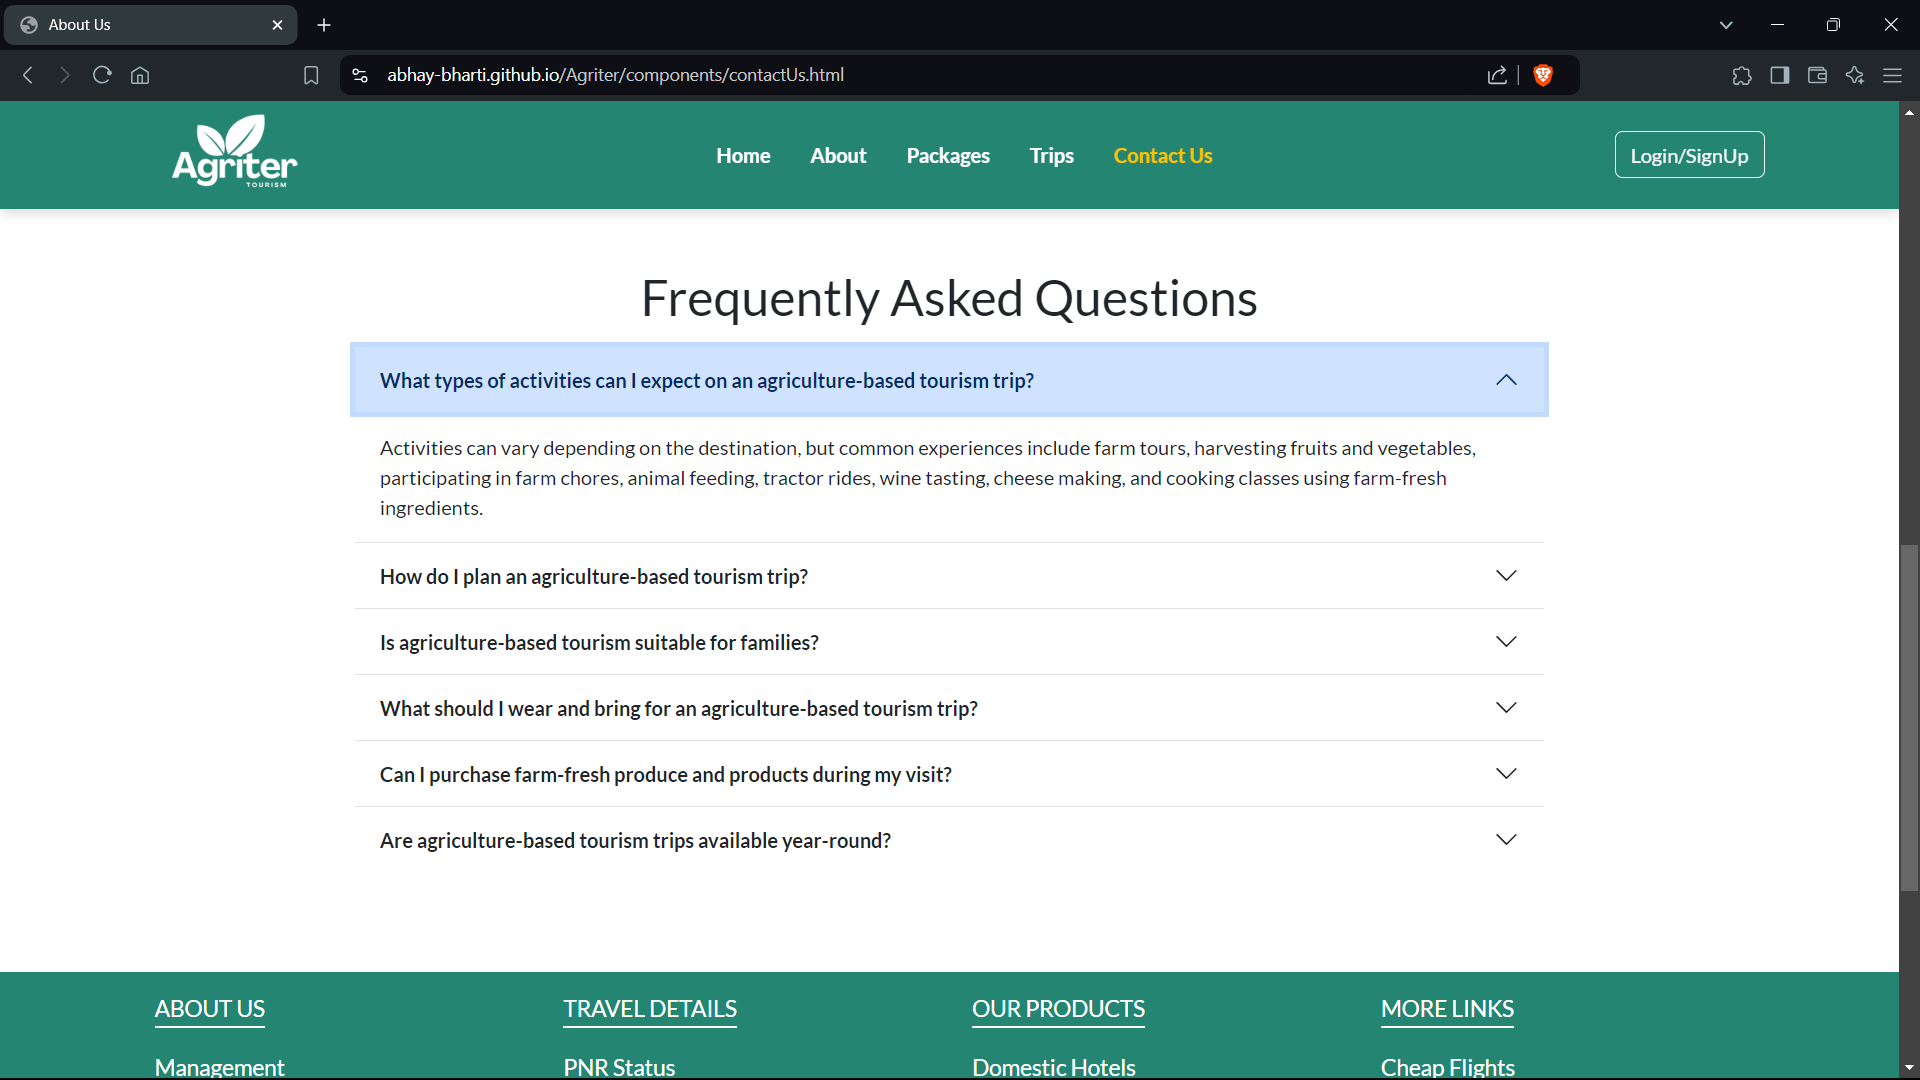 About Us
abhay-bharti.github.io/Agriter/components/contactUs.html
Agriter
TOURISM
Home
About
Packages
Trips
Contact Us
Login/SignUp
Frequently Asked Questions
What types of activities can I expect on an agriculture-based tourism trip?
Activities can vary depending on the destination, but common experiences include farm tours, harvesting fruits and vegetables,
participating in farm chores, animal feeding, tractor rides, wine tasting, cheese making, and cooking classes using farm-fresh
ingredients.
How do I plan an agriculture-based tourism trip?
Is agriculture-based tourism suitable for families?
What should I wear and bring for an agriculture-based tourism trip?
Can I purchase farm-fresh produce and products during my visit?
Are agriculture-based tourism trips available year-round?
ABOUT US
TRAVEL DETAILS
OUR PRODUCTS
MORE LINKS
Management
PNR Status
Domestic Hotels
Cheap Flights